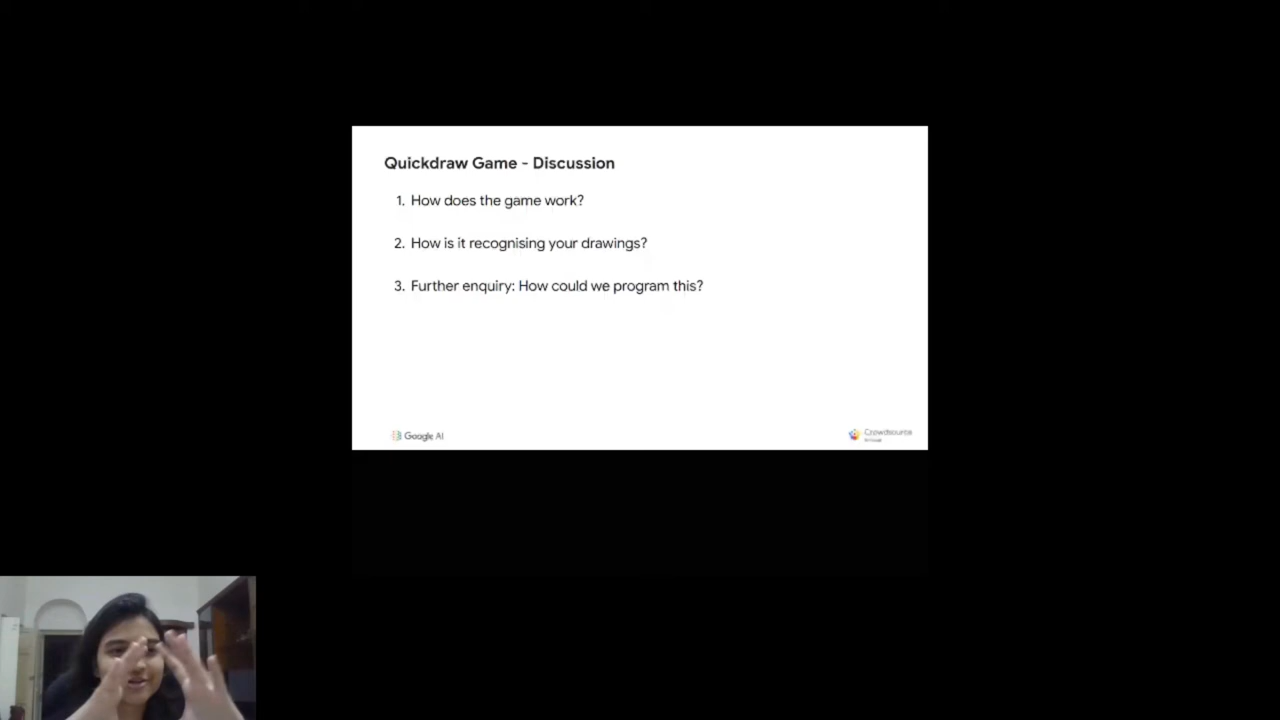 Quickdraw Game - Discussion
1. How does the game work?
2. How is it recognising your drawings?
3. Further enquiry: How could we program this?
Google AI
Crowdsource